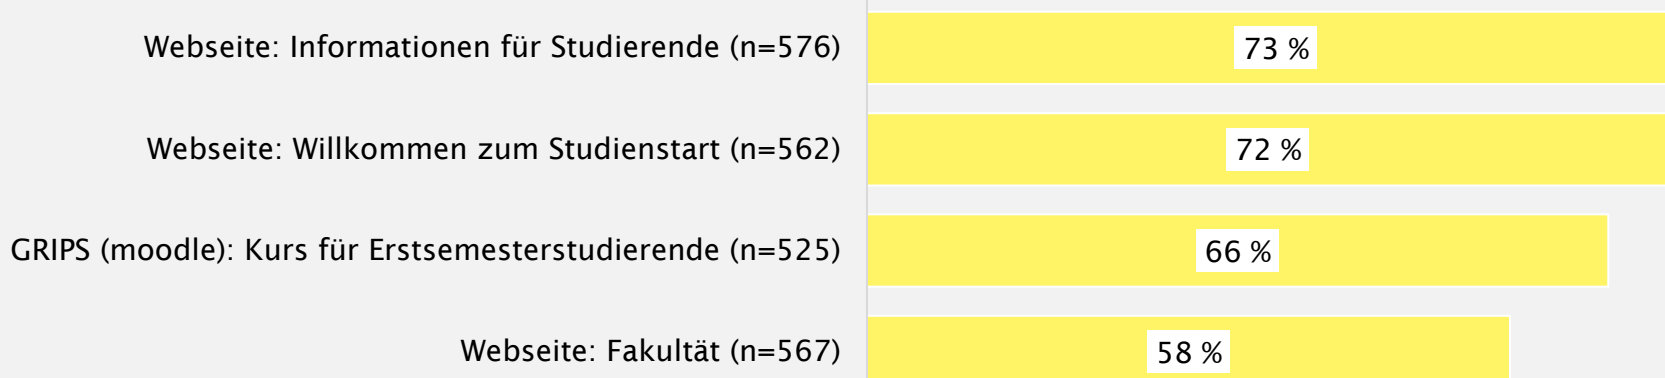 Webseite: Informationen für Studierende (n=576) 73 %
Webseite: Willkommen zum Studienstart (n=562) 72 %
GRIPS (moodle): Kurs für Erstsemesterstudierende (n=525) 66 %
Webseite: Fakultät (n=567) 58 %